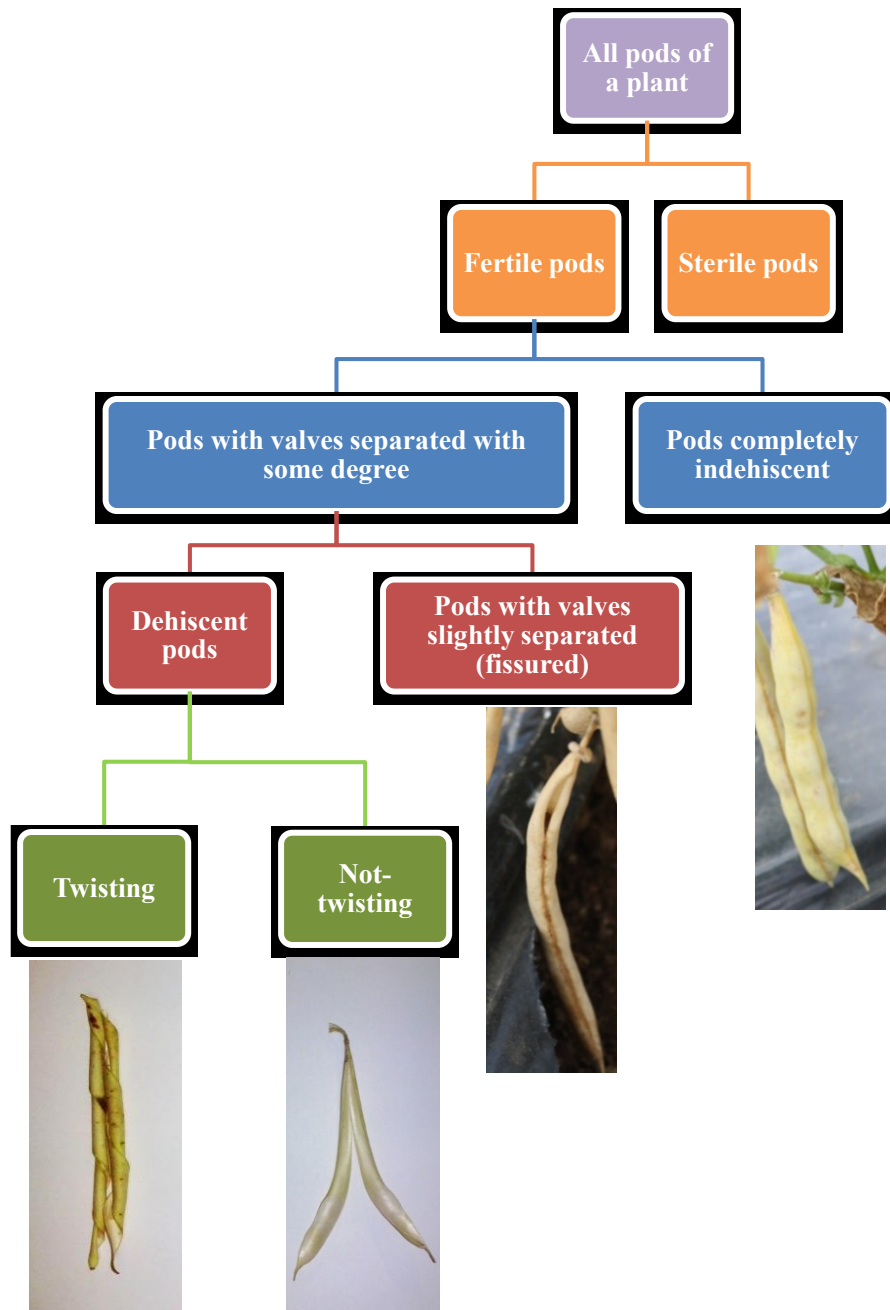 All pods of
a plant
Fertile pods
Sterile pods
Pods with valves separated with
some degree
Pods completely
indehiscent
Dehiscent
pods
Pods with valves
slightly separated
(fissured)
Twisting
Not-
twisting